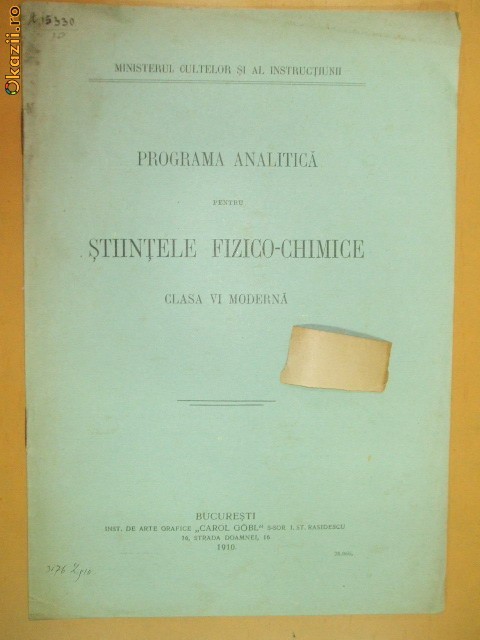 Okazii.ro
MINISTERUL CULTELOR ȘI AL INSTRUCȚIUNII
PROGRAMA ANALITICĂ
PENTRU
ȘTIINȚELE FIZICO-CHIMICE
CLASA VI MODERNĂ
BUCUREȘTI
INST. DE ARTE GRAFICE „CAROL GÖBL" S-SOR I. ST. RASIDESCU
16, STRADA DOAMNEI, 16
1910